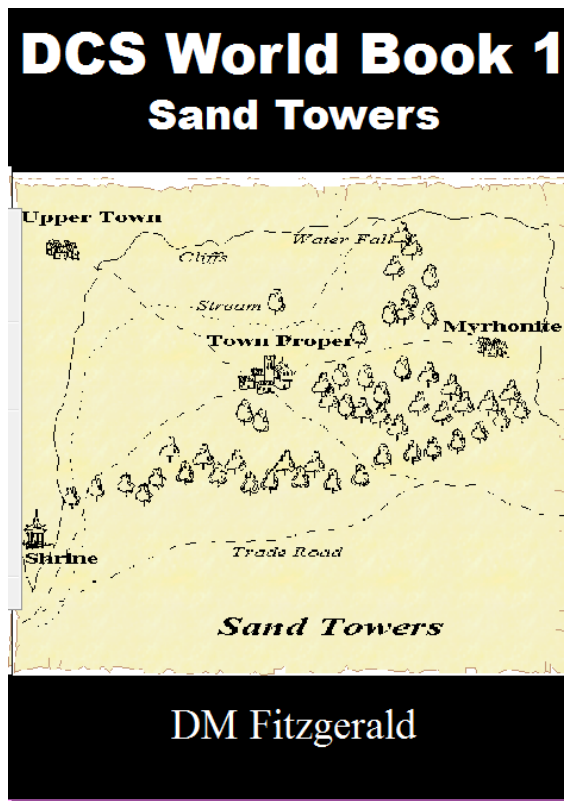 DCS World Book 1
Sand Towers
Upper Town
Water Fall
Cliffs
Stream
Town Proper
Myrhonite
Shrine
Trade Road
Sand Towers
DM Fitzgerald